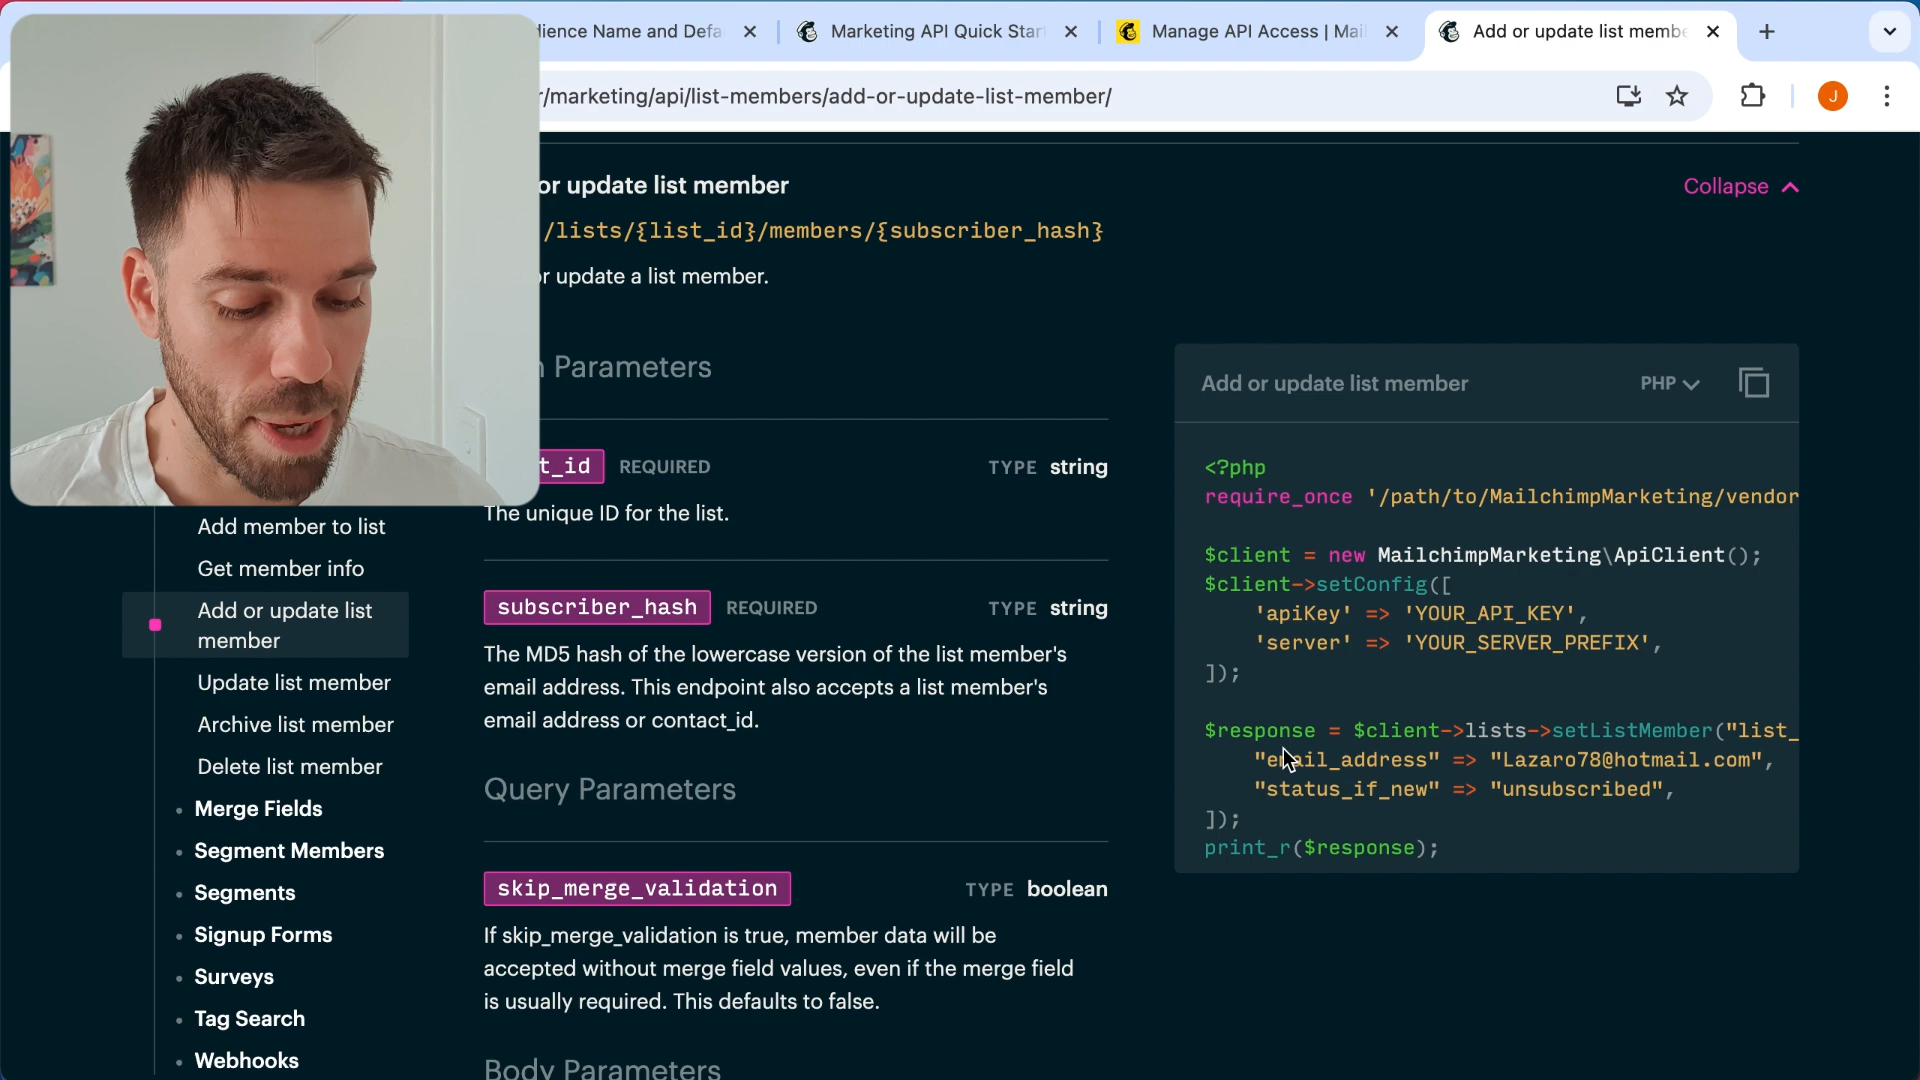 dience Name and Defa
Marketing API Quick Star
Manage API Access | Mail
Add or update list membe
/marketing/api/list-members/add-or-update-list-member/
J
or update list member
Collapse
/lists/{list_id}/members/{subscriber_hash}
or update a list member.
Parameters
t_id REQUIRED TYPE string
The unique ID for the list.
subscriber_hash REQUIRED TYPE string
The MD5 hash of the lowercase version of the list member's
email address. This endpoint also accepts a list member's
email address or contact_id.
Query Parameters
skip_merge_validation TYPE boolean
If skip_merge_validation is true, member data will be
accepted without merge field values, even if the merge field
is usually required. This defaults to false.
Body Parameters
Add member to list
Get member info
Add or update list
member
Update list member
Archive list member
Delete list member
Merge Fields
Segment Members
Segments
Signup Forms
Surveys
Tag Search
Webhooks
Add or update list member PHP
<?php
require_once '/path/to/MailchimpMarketing/vendor
$client = new MailchimpMarketing\ApiClient();
$client->setConfig([
'apiKey' => 'YOUR_API_KEY',
'server' => 'YOUR_SERVER_PREFIX',
]);
$response = $client->lists->setListMember("list_
"email_address" => "Lazaro78@hotmail.com",
"status_if_new" => "unsubscribed",
]);
print_r($response);